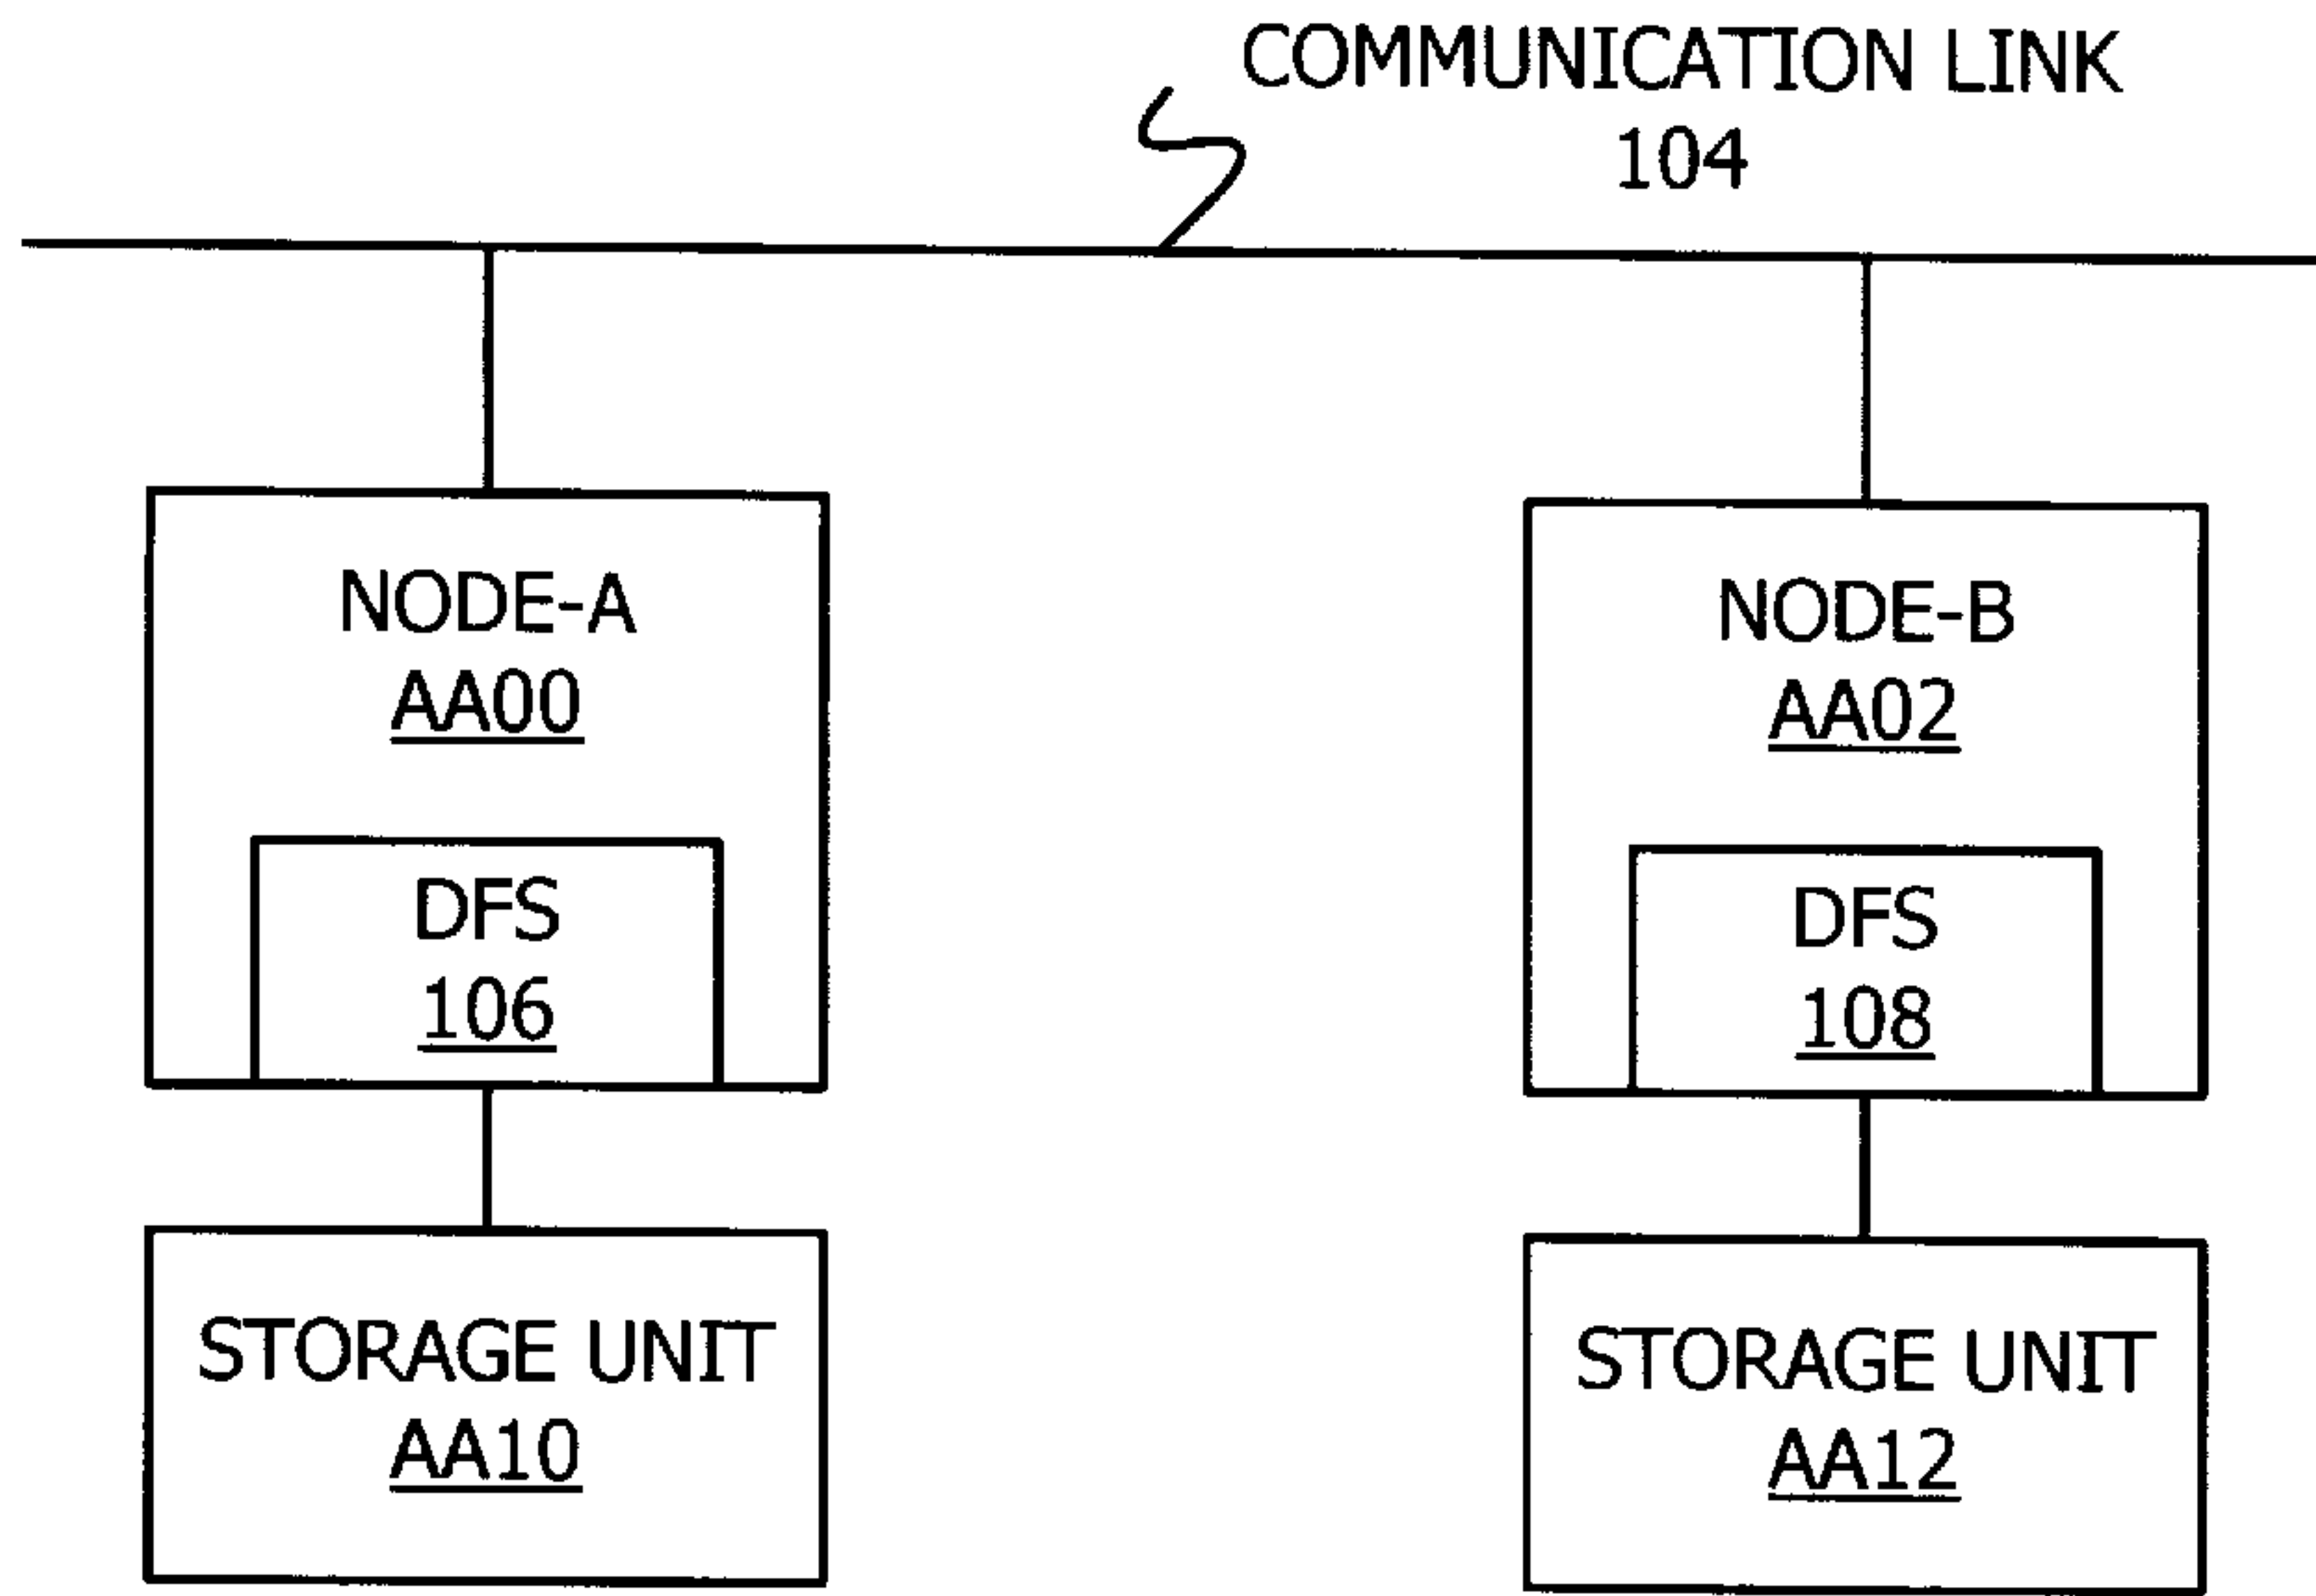 COMMUNICATION LINK
104
NODE-A
AA00
DFS
106
STORAGE UNIT
AA10
NODE-B
AA02
DFS
108
STORAGE UNIT
AA12